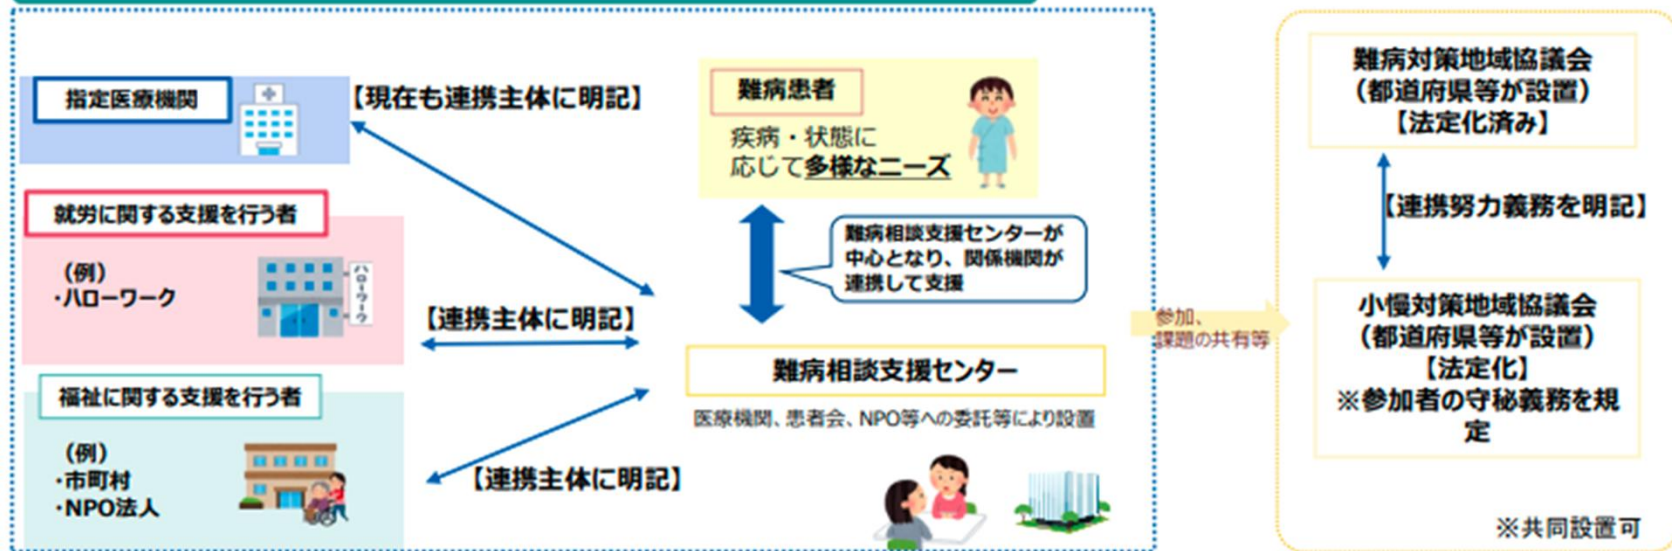 指定医療機関
【現在も連携主体に明記】
就労に関する支援を行う者
（例）
・ハローワーク
ハローワーク
【連携主体に明記】
福祉に関する支援を行う者
（例）
・市町村
・NPO法人
【連携主体に明記】
難病患者
疾病・状態に
応じて多様なニーズ
難病相談支援センターが
中心となり、関係機関が
連携して支援
難病相談支援センター
医療機関、患者会、NPO等への委託等により設置
参加、
課題の共有等
難病対策地域協議会
（都道府県等が設置）
【法定化済み】
【連携努力義務を明記】
小慢対策地域協議会
（都道府県等が設置）
【法定化】
※参加者の守秘義務を規
定
※共同設置可